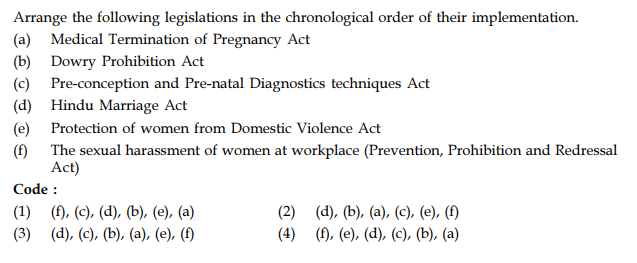 Arrange the following legislations in the chronological order of their implementation.
(a) Medical Termination of Pregnancy Act
(b) Dowry Prohibition Act
(c) Pre-conception and Pre-natal Diagnostics techniques Act
(d) Hindu Marriage Act
(e) Protection of women from Domestic Violence Act
(f) The sexual harassment of women at workplace (Prevention, Prohibition and Redressal
Act)
Code :
(1) (f), (c), (d), (b), (e), (a) (2) (d), (b), (a), (c), (e), (f)
(3) (d), (c), (b), (a), (e), (f) (4) (f), (e), (d), (c), (b), (a)